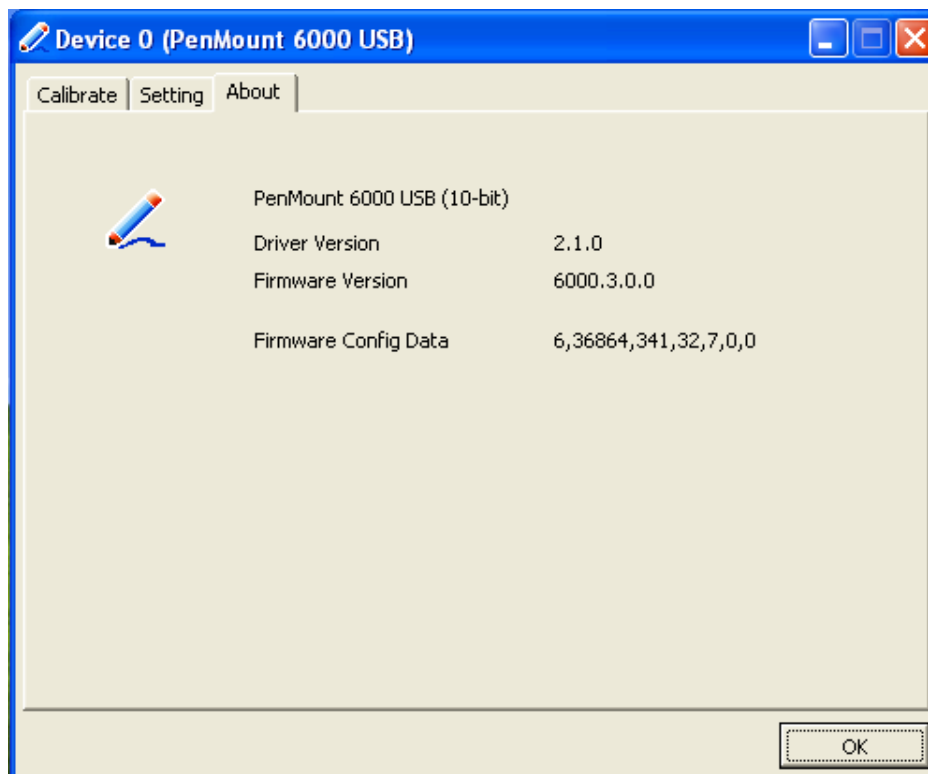 Device 0 (PenMount 6000 USB)
Calibrate Setting About
PenMount 6000 USB (10-bit)
Driver Version 2.1.0
Firmware Version 6000.3.0.0
Firmware Config Data 6,36864,341,32,7,0,0
OK